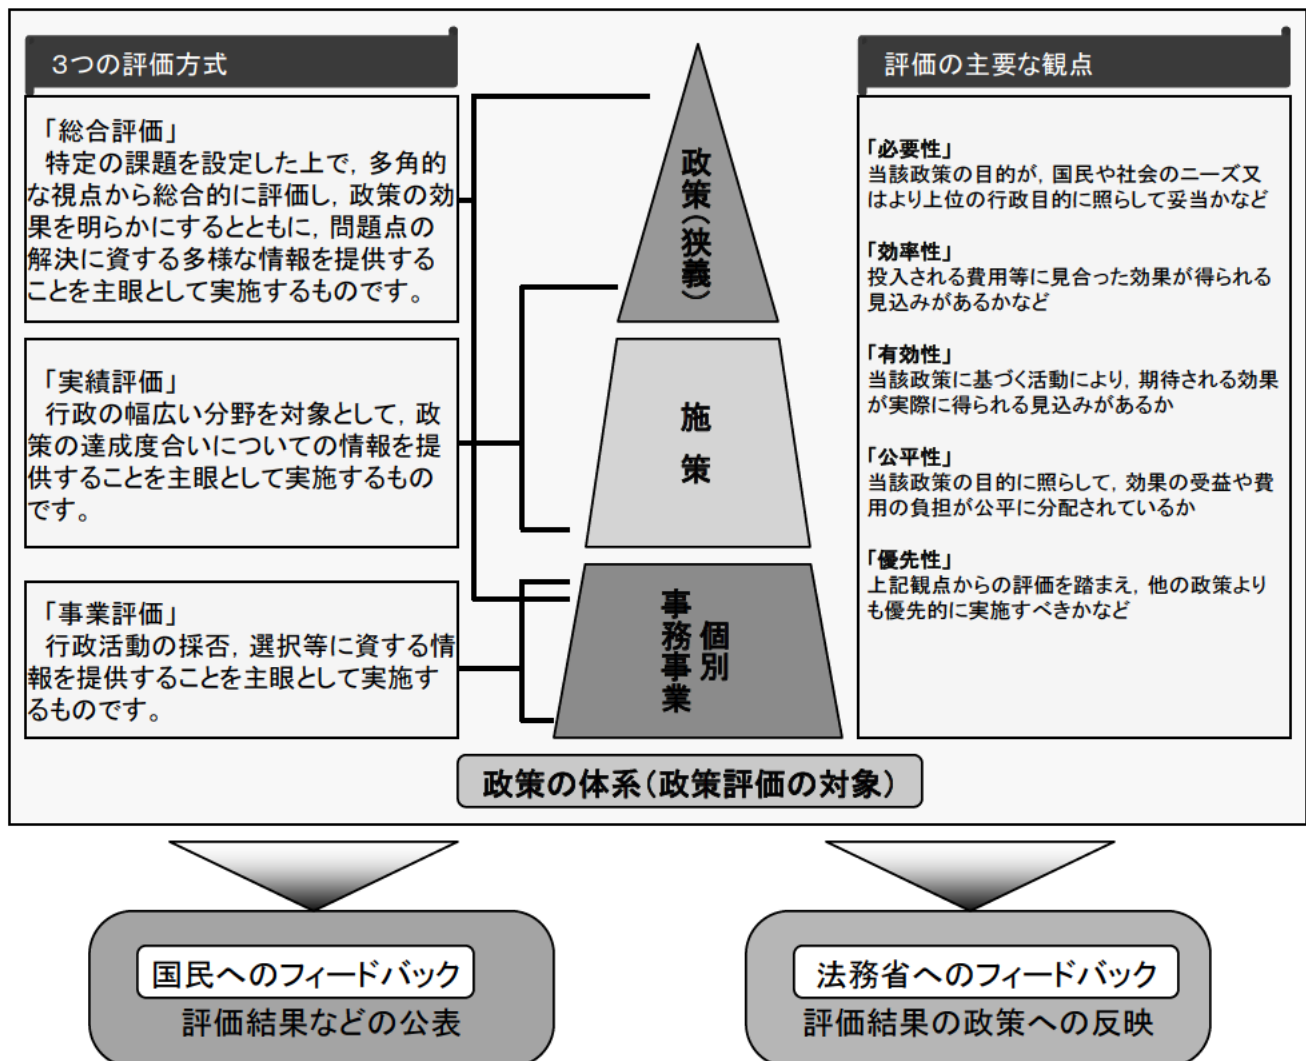 3つの評価方式
「総合評価」
特定の課題を設定した上で，多角的
な視点から総合的に評価し，政策の効
果を明らかにするとともに，問題点の
解決に資する多様な情報を提供する
ことを主眼として実施するものです。
「実績評価」
行政の幅広い分野を対象として，政
策の達成度合いについての情報を提
供することを主眼として実施するもの
です。
「事業評価」
行政活動の採否，選択等に資する情
報を提供することを主眼として実施す
るものです。
政策（狭義）
施策
個別
事務事業
政策の体系（政策評価の対象）
評価の主要な観点
「必要性」
当該政策の目的が，国民や社会のニーズ又
はより上位の行政目的に照らして妥当かなど
「効率性」
投入される費用等に見合った効果が得られる
見込みがあるかなど
「有効性」
当該政策に基づく活動により，期待される効果
が実際に得られる見込みがあるか
「公平性」
当該政策の目的に照らして，効果の受益や費
用の負担が公平に分配されているか
「優先性」
上記観点からの評価を踏まえ，他の政策より
も優先的に実施すべきかなど
国民へのフィードバック
評価結果などの公表
法務省へのフィードバック
評価結果の政策への反映